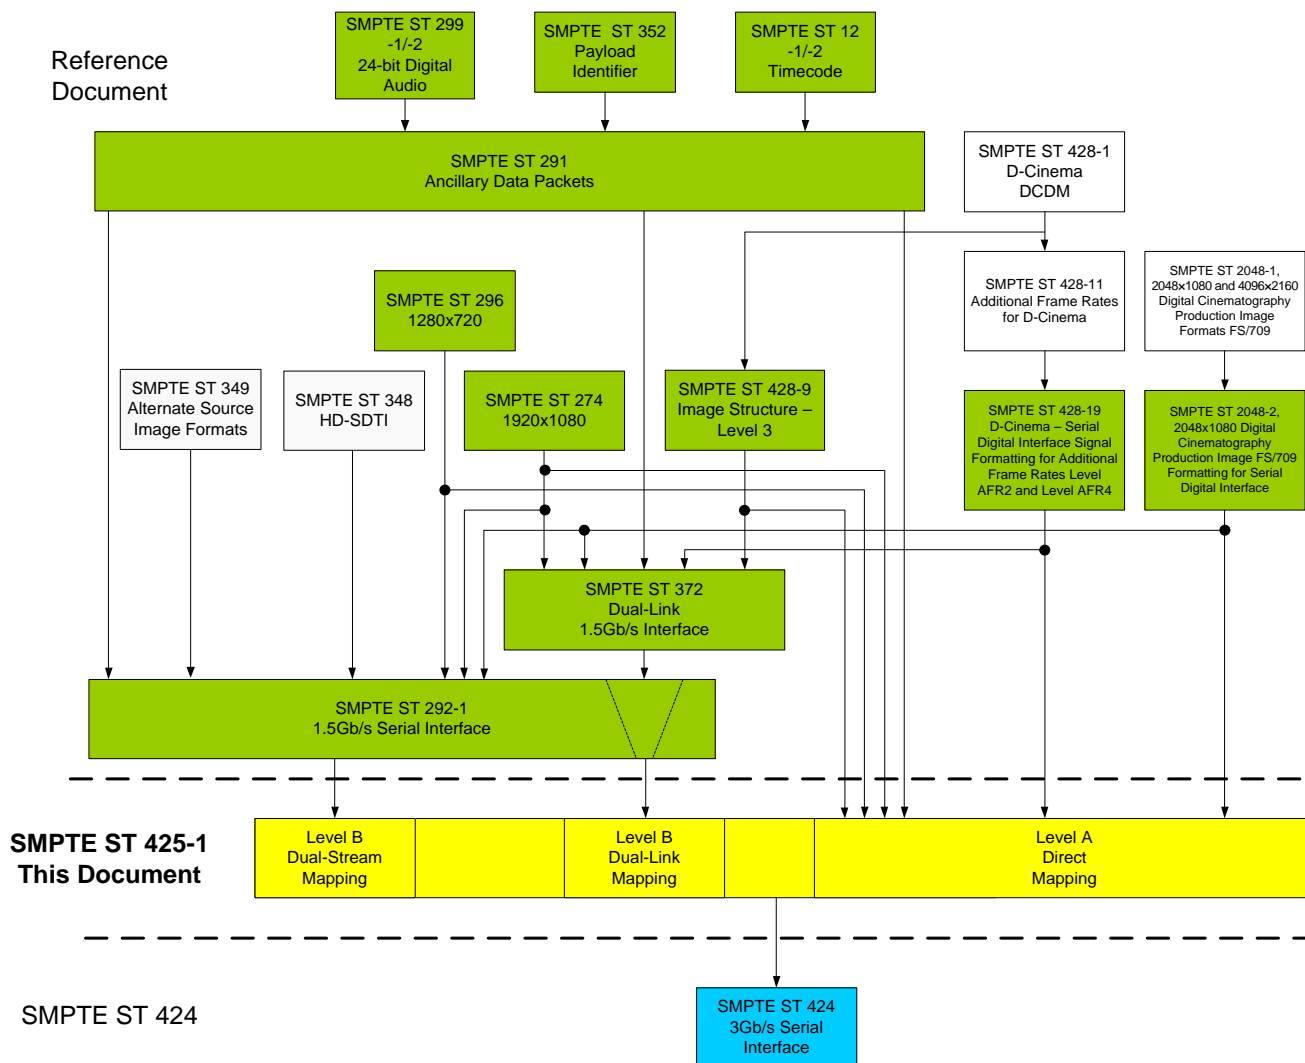 Reference
Document
SMPTE ST 299
-1/-2
24-bit Digital
Audio
SMPTE ST 352
Payload
Identifier
SMPTE ST 12
-1/-2
Timecode
SMPTE ST 291
Ancillary Data Packets
SMPTE ST 428-1
D-Cinema
DCDM
SMPTE ST 296
1280x720
SMPTE ST 428-11
Additional Frame Rates
for D-Cinema
SMPTE ST 2048-1,
2048×1080 and 4096×2160
Digital Cinematography
Production Image
Formats FS/709
SMPTE ST 349
Alternate Source
Image Formats
SMPTE ST 348
HD-SDTI
SMPTE ST 274
1920x1080
SMPTE ST 428-9
Image Structure –
Level 3
SMPTE ST 428-19
D-Cinema – Serial
Digital Interface Signal
Formatting for Additional
Frame Rates Level
AFR2 and Level AFR4
SMPTE ST 2048-2,
2048x1080 Digital
Cinematography
Production Image FS/709
Formatting for Serial
Digital Interface
SMPTE ST 372
Dual-Link
1.5Gb/s Interface
SMPTE ST 292-1
1.5Gb/s Serial Interface
SMPTE ST 425-1
This Document
Level B
Dual-Stream
Mapping
Level B
Dual-Link
Mapping
Level A
Direct
Mapping
SMPTE ST 424
SMPTE ST 424
3Gb/s Serial
Interface